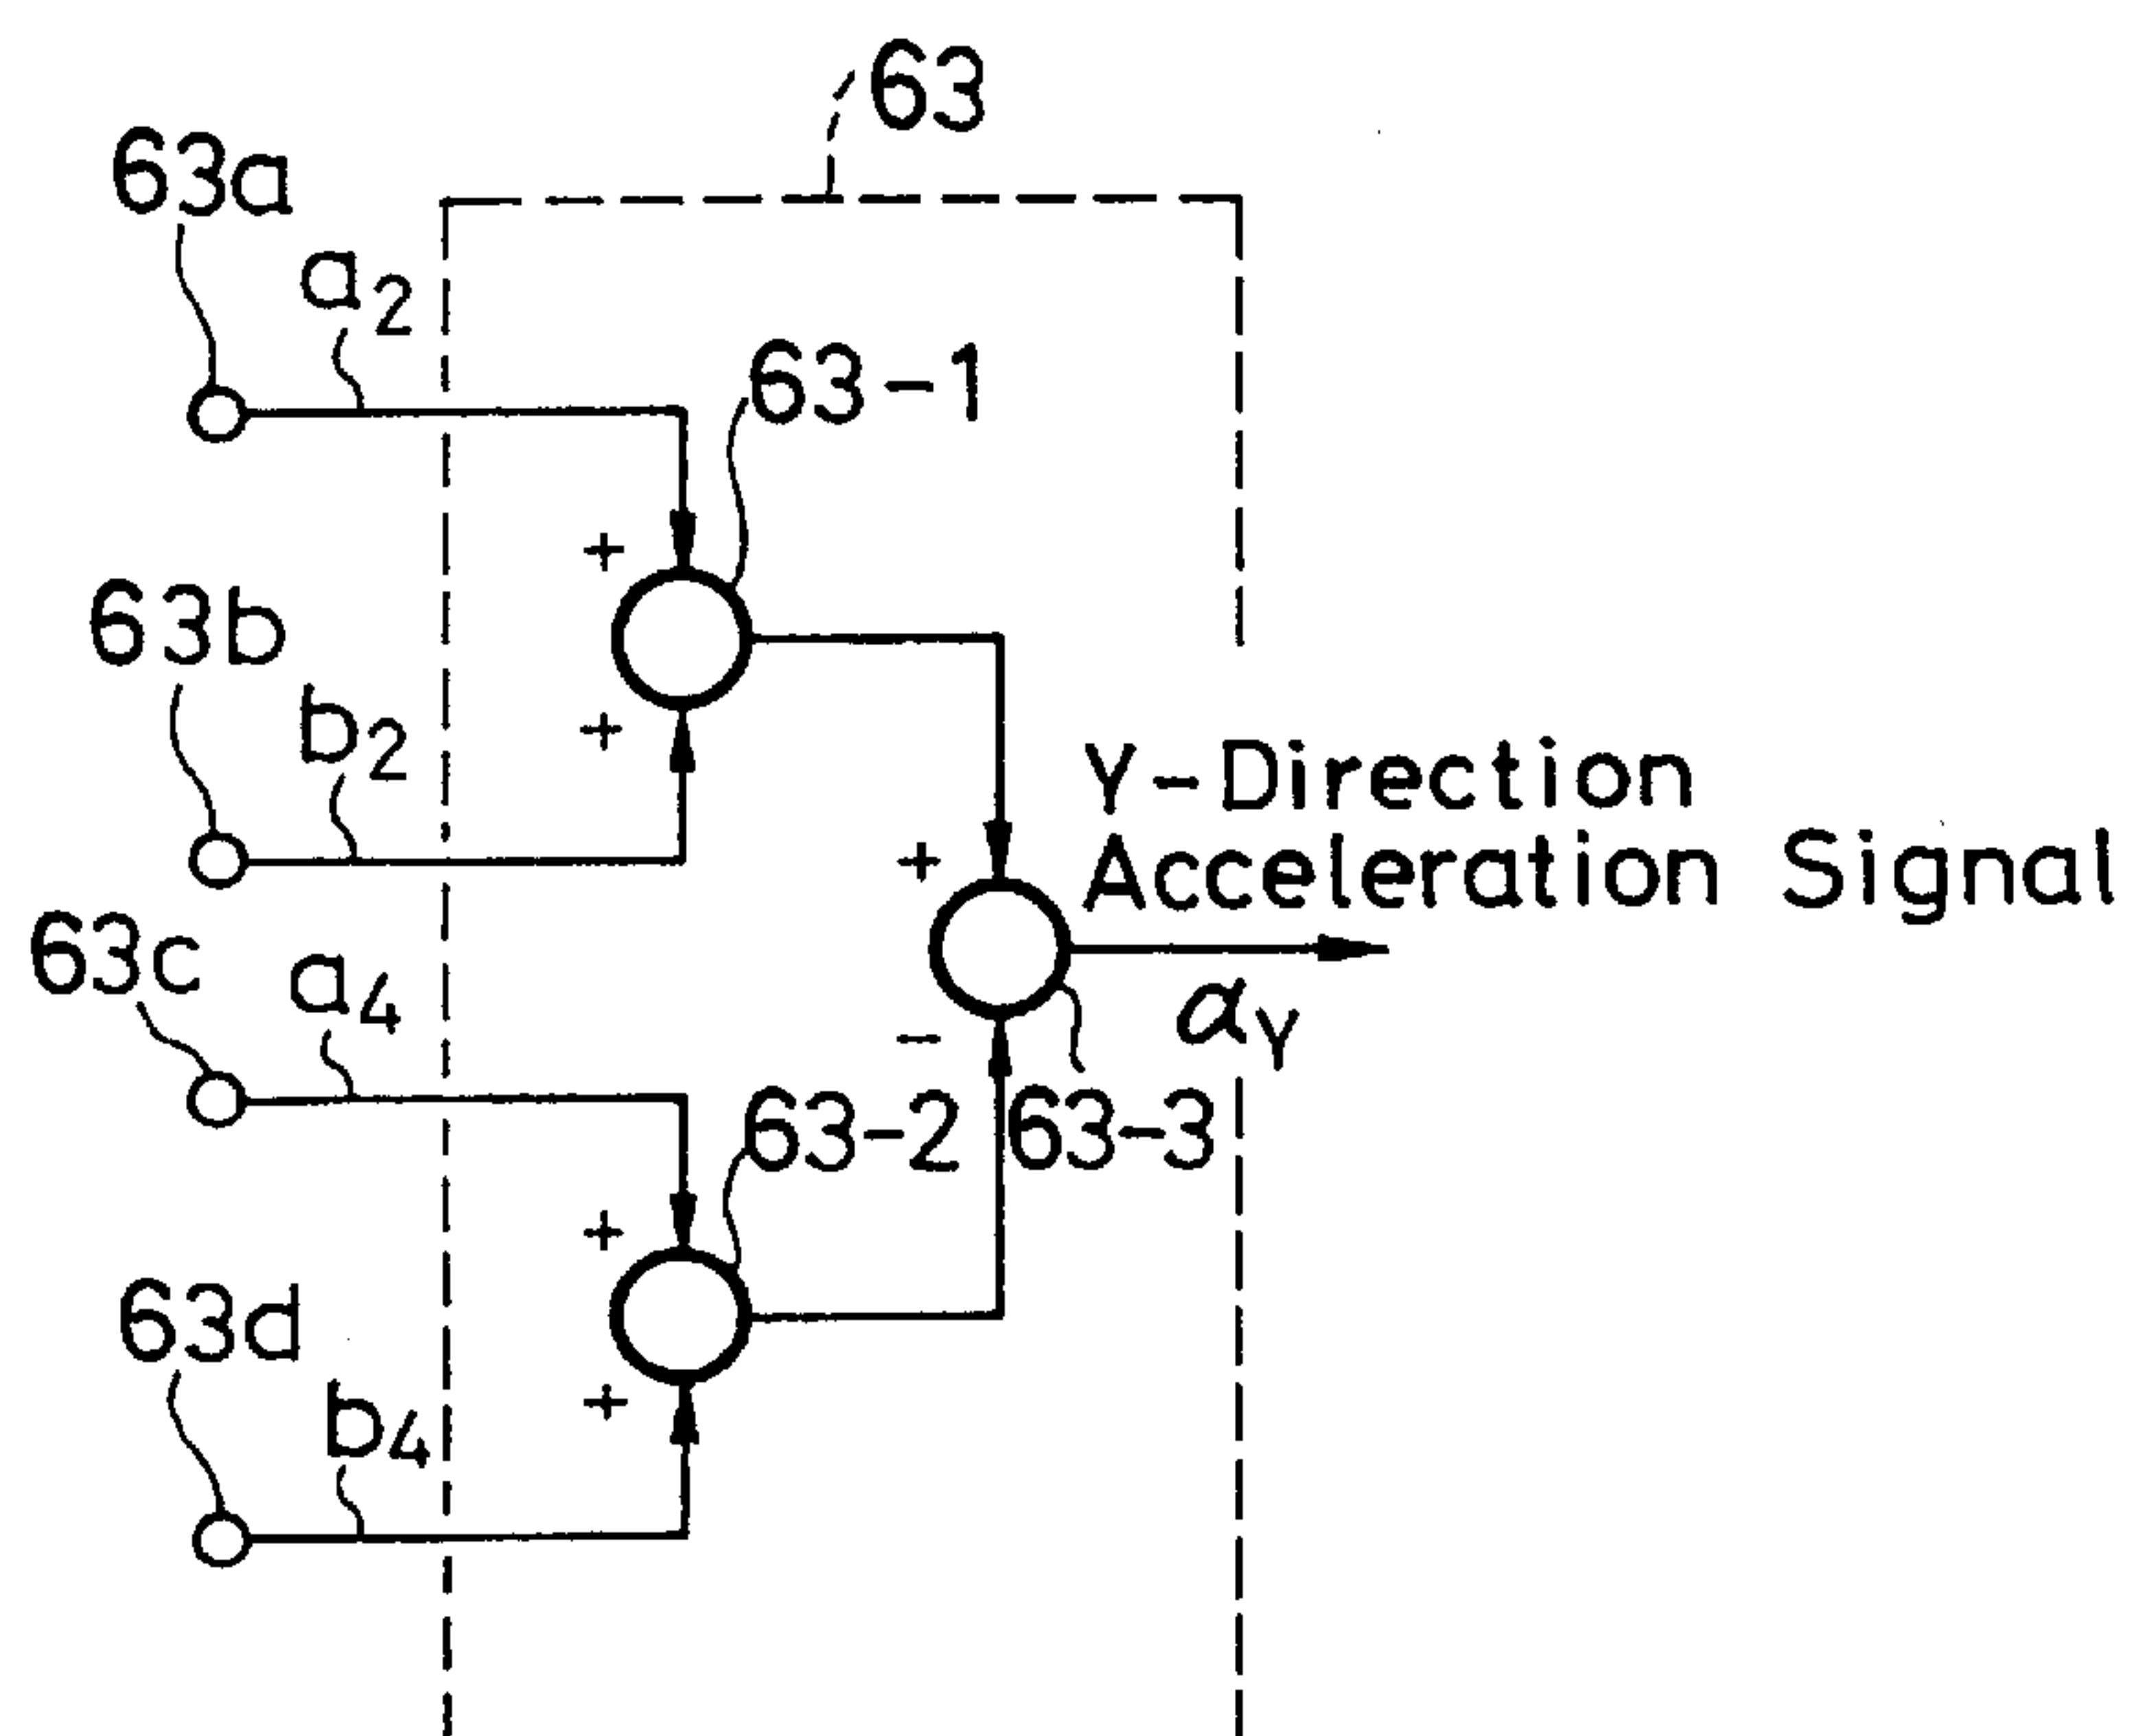 63
63a
a2
63-1
+
63b
b2
+
Y-Direction
Acceleration Signal
+
63c
a4
αY
-
63-2
63-3
+
63d
b4
+